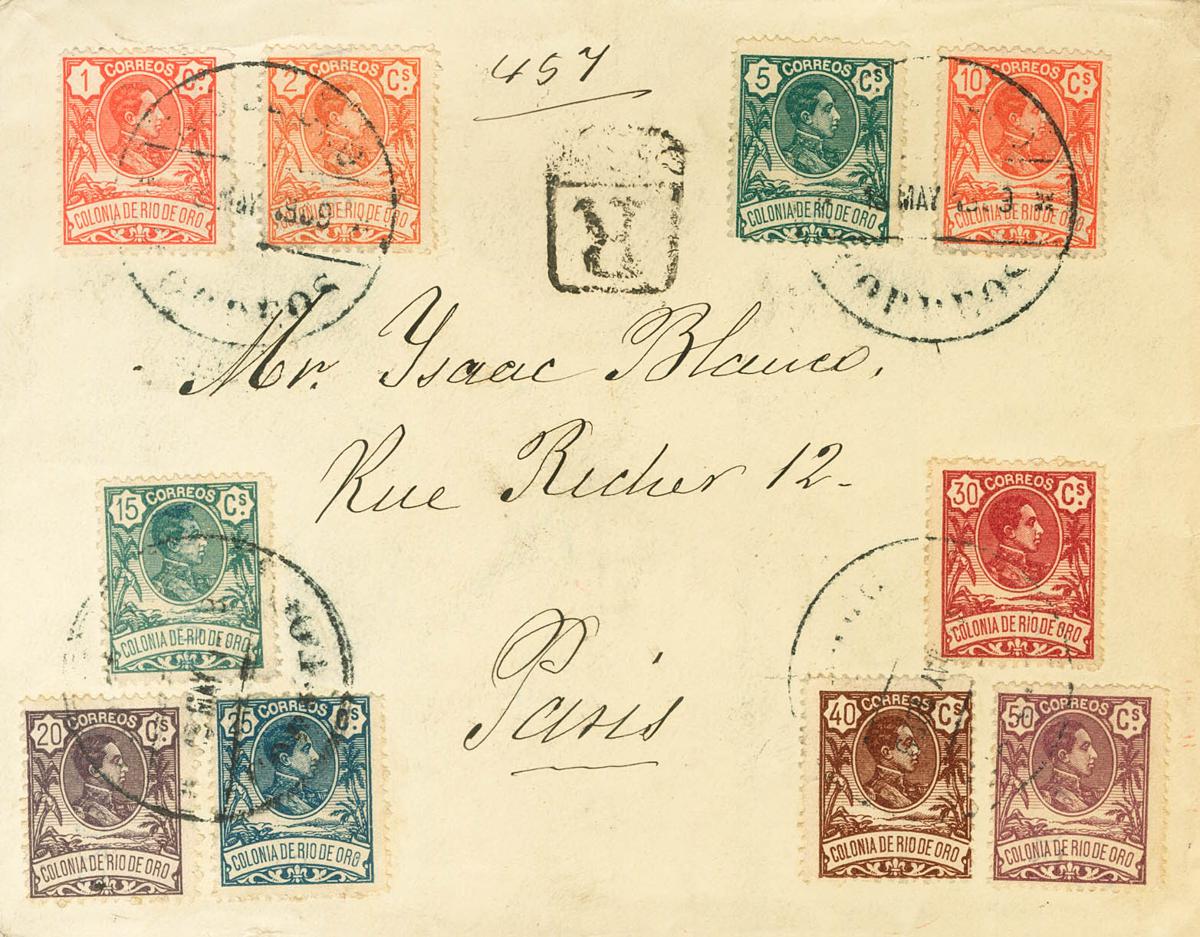 457
1 CORREOS Cs.
COLONIA DE RIO DE ORO
2 CORREOS Cs.
COLONIA DE RIO DE ORO
MAY 1909
CORREOS
R
5 CORREOS Cs.
COLONIA DE RIO DE ORO
10 CORREOS Cs.
COLONIA DE RIO DE ORO
MAY
CORREOS
Mr. Ysaac Blanco,
Rue Richer 12-
Paris
15 CORREOS Cs.
COLONIA DE RIO DE ORO
MAY
20 CORREOS Cs.
COLONIA DE RIO DE ORO
25 CORREOS Cs.
COLONIA DE RIO DE ORO
30 CORREOS Cs.
COLONIA DE RIO DE ORO
40 CORREOS Cs.
COLONIA DE RIO DE ORO
50 CORREOS Cs.
COLONIA DE RIO DE ORO